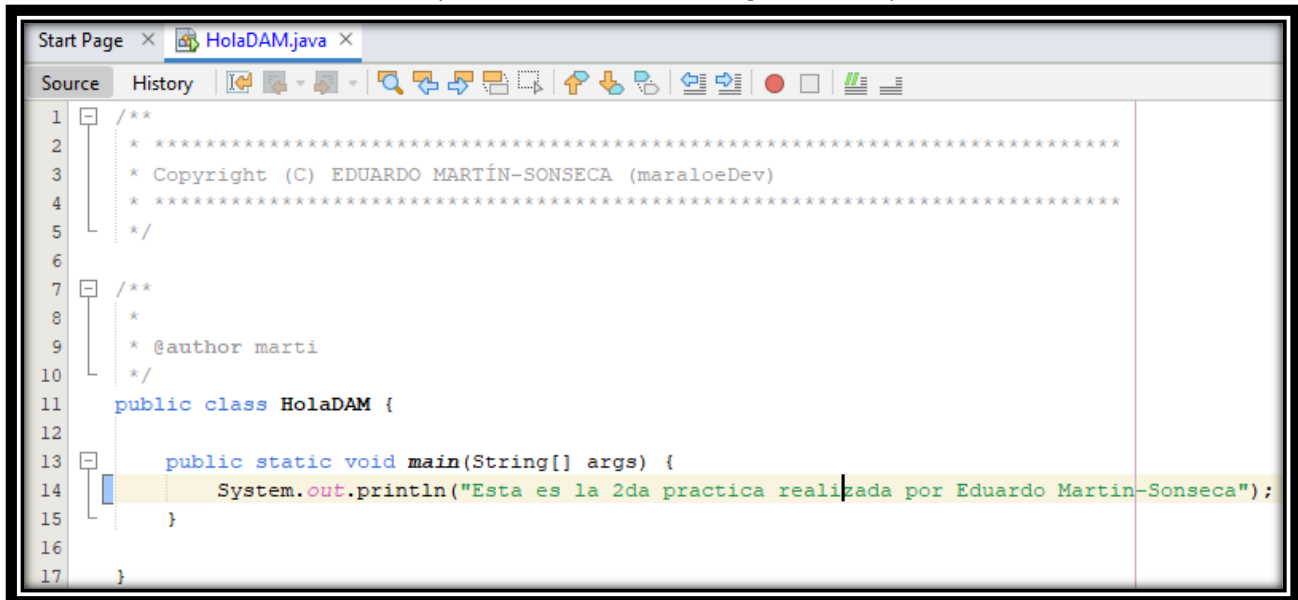 Start Page HolaDAM.java
Source History
1 /**
2 * ****************************************************************************
3 * Copyright (C) EDUARDO MARTÍN-SONSECA (maraloeDev)
4 * ****************************************************************************
5 */
6
7 /**
8 *
9 * @author marti
10 */
11 public class HolaDAM {
12
13 public static void main(String[] args) {
14 System.out.println("Esta es la 2da practica realizada por Eduardo Martin-Sonseca");
15 }
16
17 }